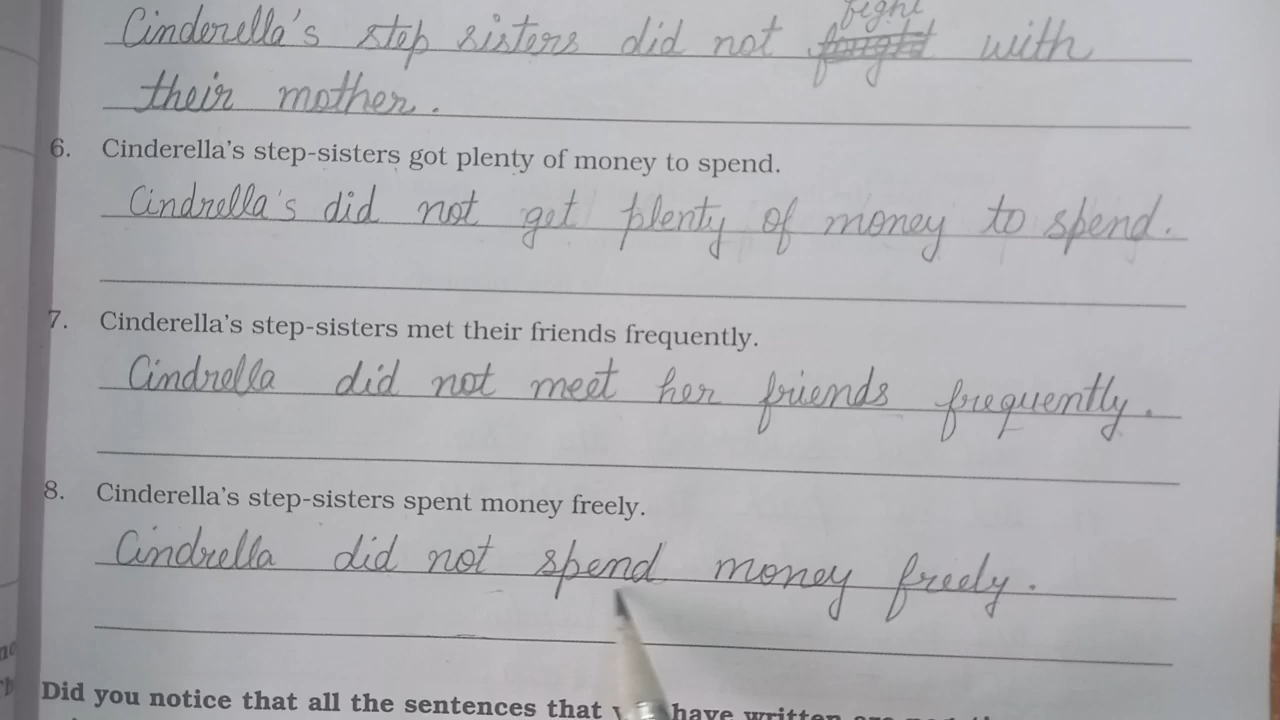 fight
Cinderella's step sisters did not with
their mother.
6. Cinderella's step-sisters got plenty of money to spend.
Cindrella's did not get plenty of money to spend.
7. Cinderella's step-sisters met their friends frequently.
Cindrella did not meet her friends frequently.
8. Cinderella's step-sisters spent money freely.
Cindrella did not spend money freely.
Did you notice that all the sentences that have written